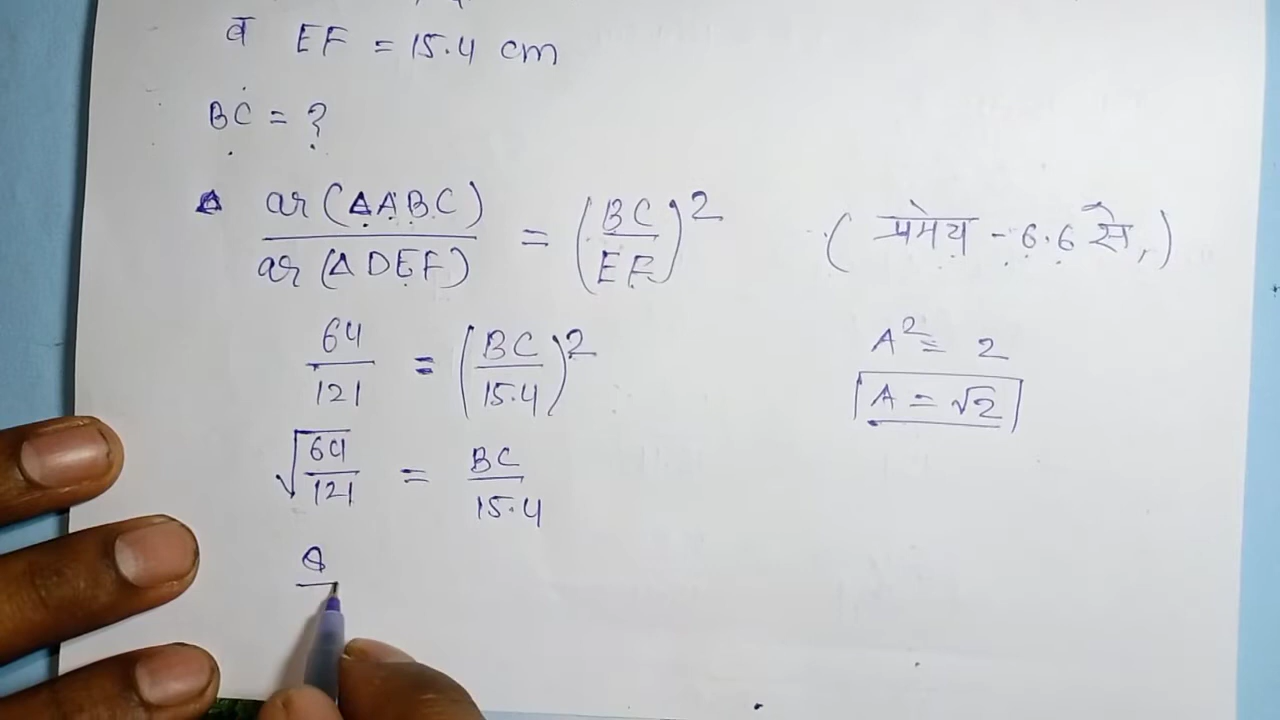 व EF = 15.4 cm
BC = ?
ar(ΔABC) / ar(ΔDEF) = (BC/EF)² (प्रमेय - 6.6 से,)
64/121 = (BC/15.4)²
A² = 2
A = √2
√(64/121) = BC/15.4
8